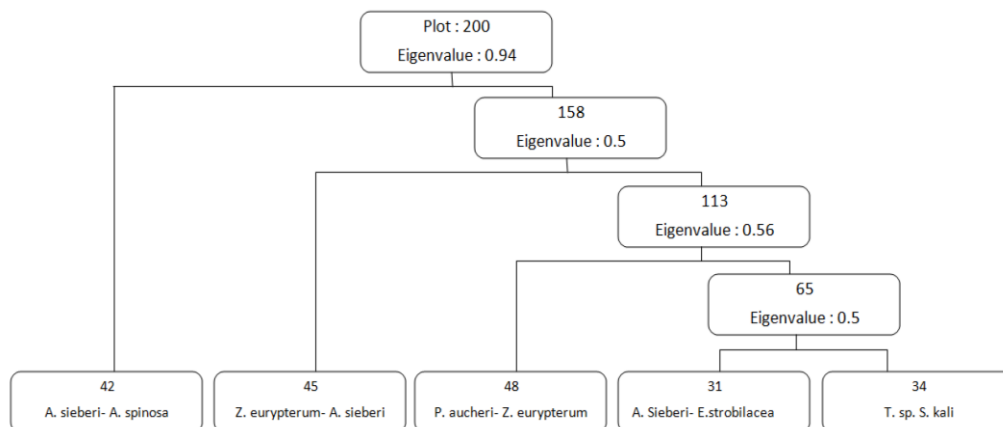 Plot : 200
Eigenvalue : 0.94
158
Eigenvalue : 0.5
113
Eigenvalue : 0.56
65
Eigenvalue : 0.5
42
A. sieberi- A. spinosa
45
Z. eurypterum- A. sieberi
48
P. aucheri- Z. eurypterum
31
A. Sieberi- E.strobilacea
34
T. sp. S. kali